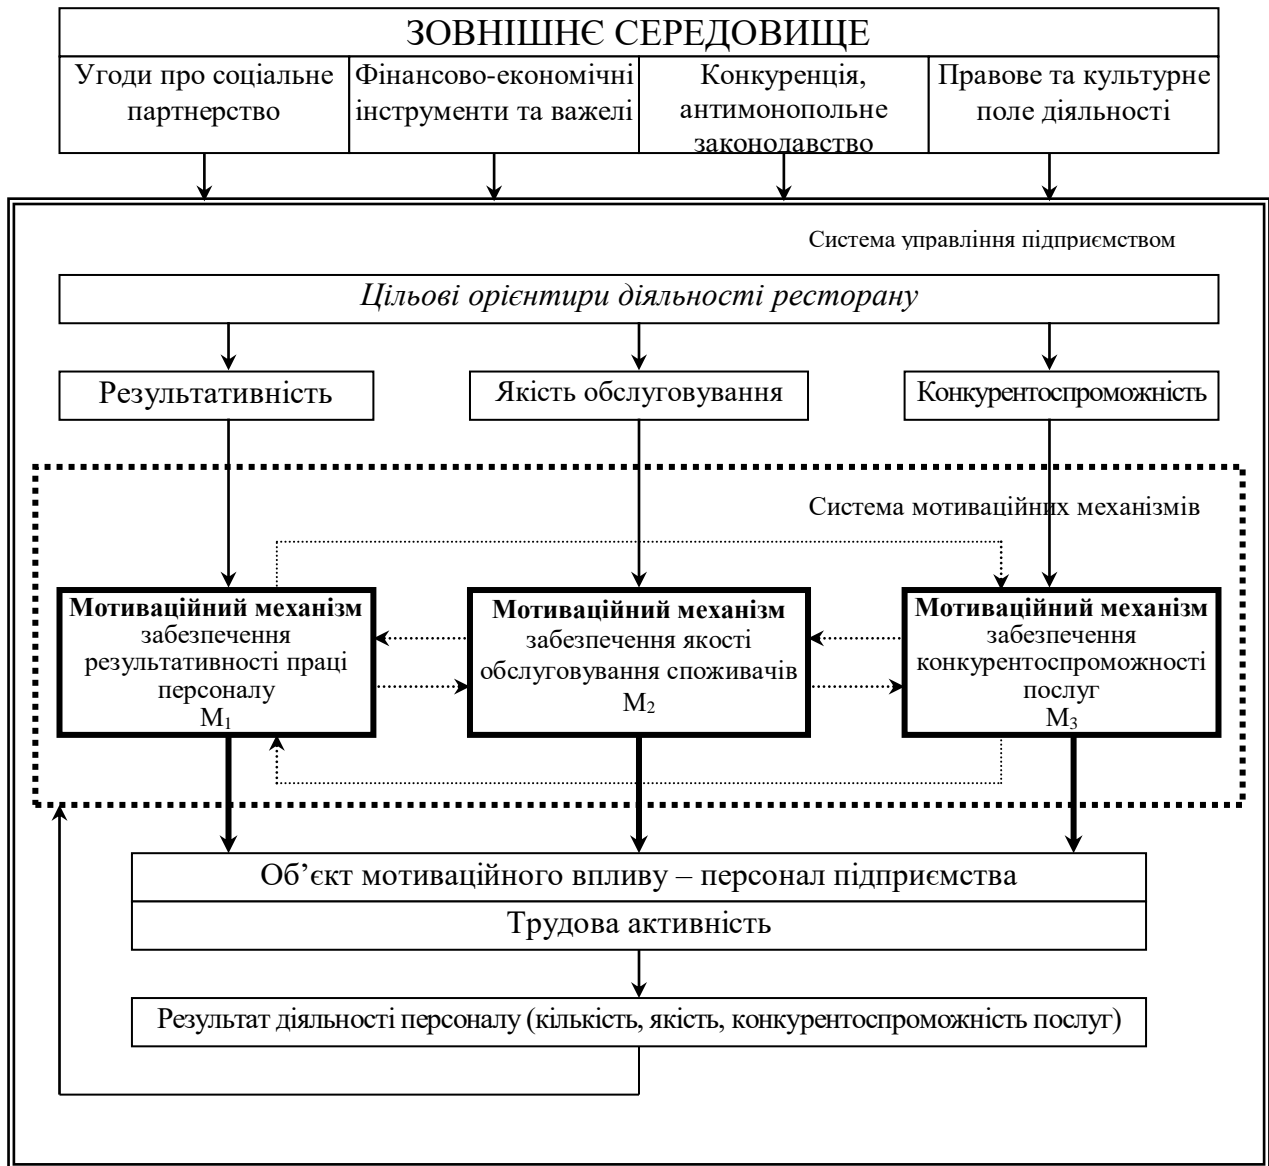 ЗОВНІШНЄ СЕРЕДОВИЩЕ
Угоди про соціальне
партнерство
Фінансово-економічні
інструменти та важелі
Конкуренція,
антимонопольне
законодавство
Правове та культурне
поле діяльності
Система управління підприємством
Цільові орієнтири діяльності ресторану
Результативність
Якість обслуговування
Конкурентоспроможність
Система мотиваційних механізмів
Мотиваційний механізм
забезпечення
результативності праці
персоналу
М₁
Мотиваційний механізм
забезпечення якості
обслуговування споживачів
М₂
Мотиваційний механізм
забезпечення
конкурентоспроможності
послуг
М₃
Об’єкт мотиваційного впливу – персонал підприємства
Трудова активність
Результат діяльності персоналу (кількість, якість, конкурентоспроможність послуг)